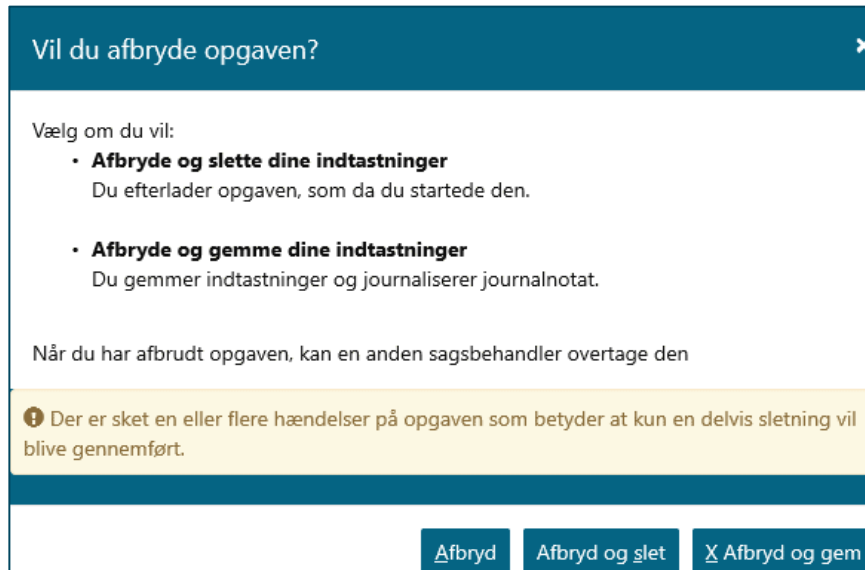 Vil du afbryde opgaven?
Vælg om du vil:
• Afbryde og slette dine indtastninger
Du efterlader opgaven, som da du startede den.
• Afbryde og gemme dine indtastninger
Du gemmer indtastninger og journaliserer journalnotat.
Når du har afbrudt opgaven, kan en anden sagsbehandler overtage den
Der er sket en eller flere hændelser på opgaven som betyder at kun en delvis sletning vil
blive gennemført.
Afbryd Afbryd og slet X Afbryd og gem